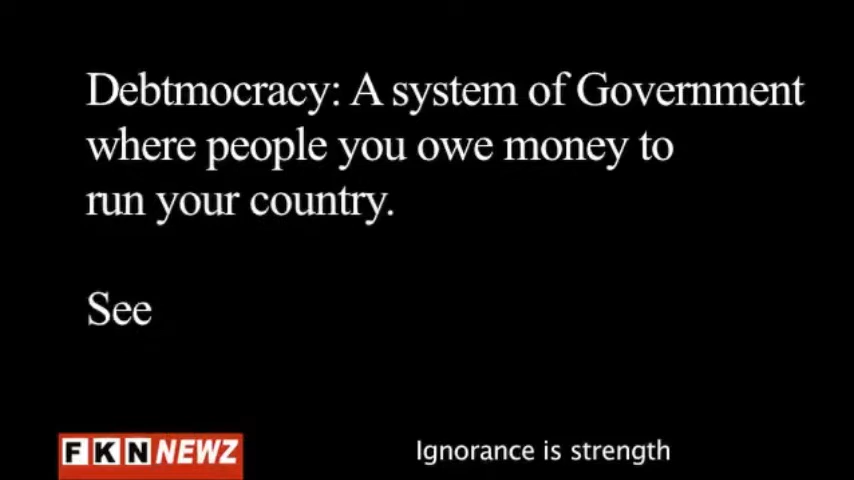 Debtmocracy: A system of Government
where people you owe money to
run your country.
See
FKN NEWZ
Ignorance is strength